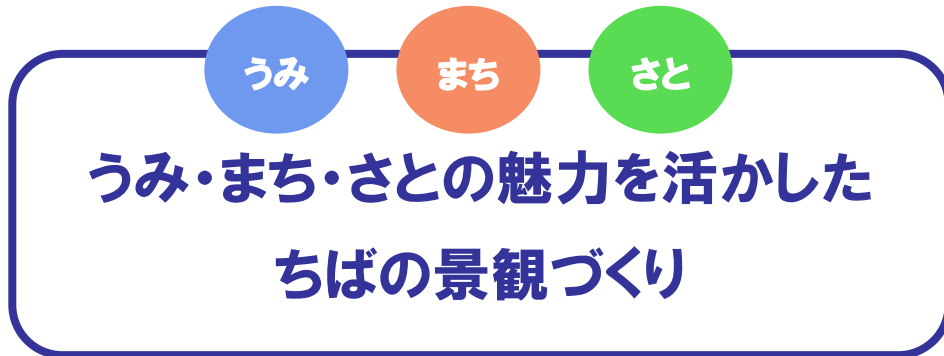 うみ
まち
さと
うみ・まち・さとの魅力を活かした
ちばの景観づくり